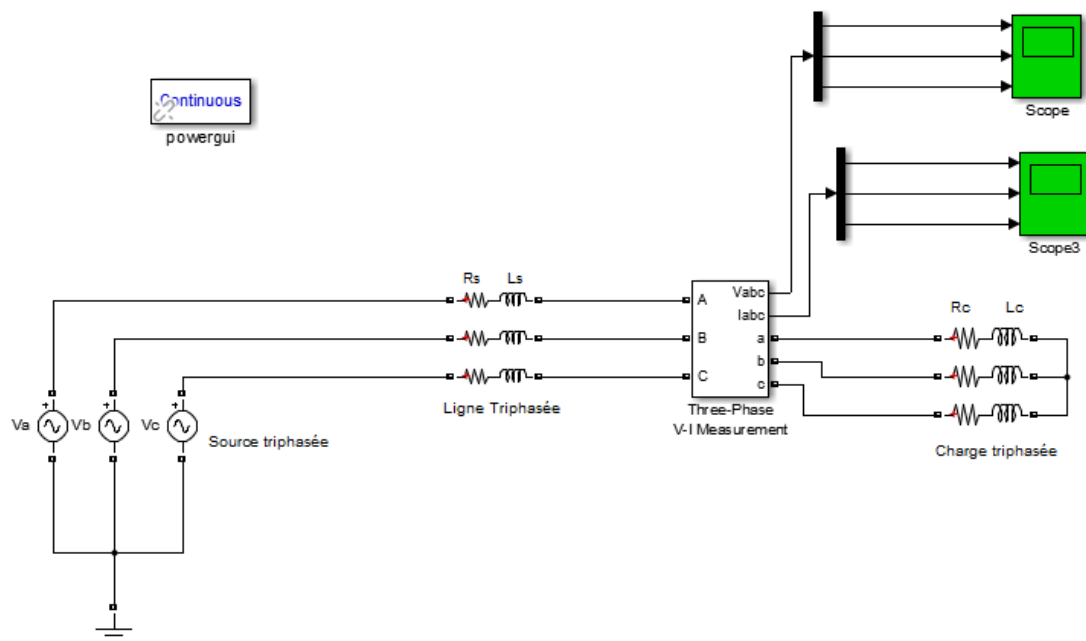 Continuous
powergui
Scope
Scope3
Rs Ls
A
B
C
Vabc
Iabc
a
b
c
Three-Phase
V-I Measurement
Rc Lc
Ligne Triphasée
Charge triphasée
+ + +
Va Vb Vc
Source triphasée